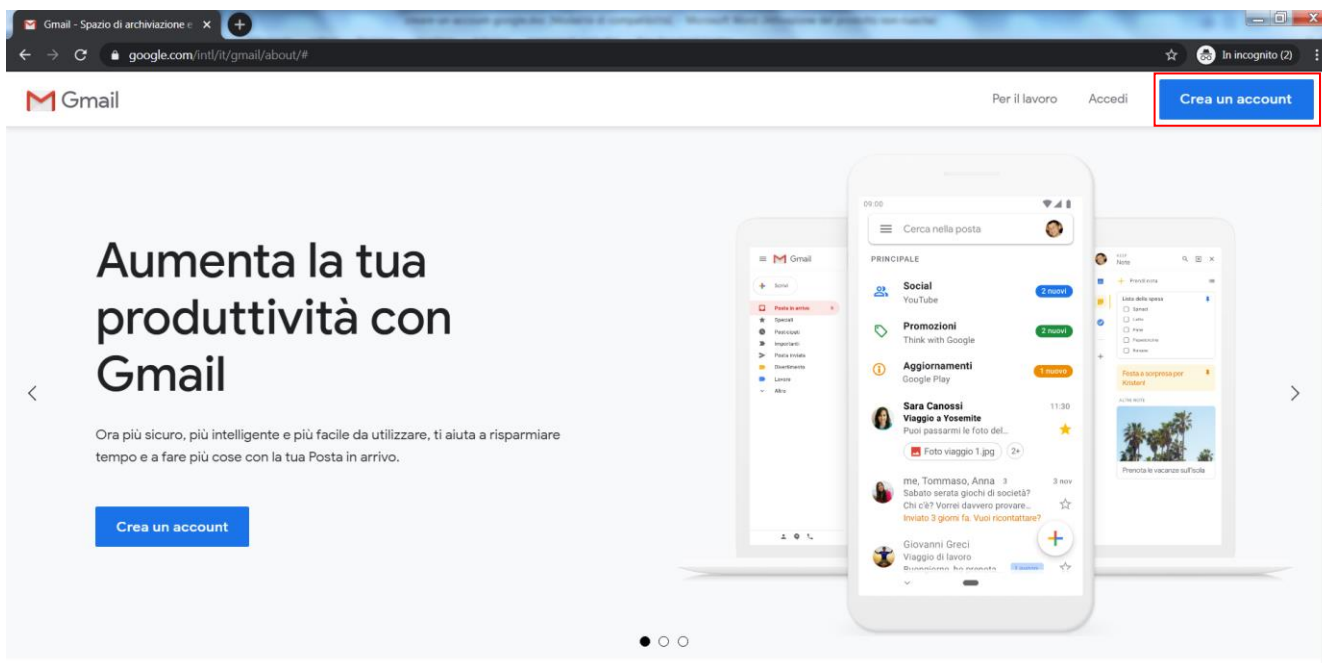 Gmail - Spazio di archiviazione e
google.com/intl/it/gmail/about/#
In incognito (2)
Gmail
Per il lavoro
Accedi
Crea un account
Aumenta la tua
produttività con
Gmail
Ora più sicuro, più intelligente e più facile da utilizzare, ti aiuta a risparmiare
tempo e a fare più cose con la tua Posta in arrivo.
Crea un account
Gmail
Scrivi
Posta in arrivo
Speciali
Posticipati
Importanti
Posta inviata
Divertimento
Lavoro
Altro
09:00
Cerca nella posta
PRINCIPALE
Social
2 nuovi
YouTube
Promozioni
2 nuovi
Think with Google
Aggiornamenti
1 nuovo
Google Play
Sara Canossi
11:30
Viaggio a Yosemite
Puoi passarmi le foto del...
Foto viaggio 1.jpg
2+
me, Tommaso, Anna 3
3 nov
Sabato serata giochi di società?
Chi c'è? Vorrei davvero provare...
Inviato 3 giorni fa. Vuoi ricontattare?
Giovanni Greci
Viaggio di lavoro
Note
Prendi nota
Lista della spesa
Festa a sorpresa per
Kristen!
ALTRE NOTE
Prenota le vacanze sull'isola